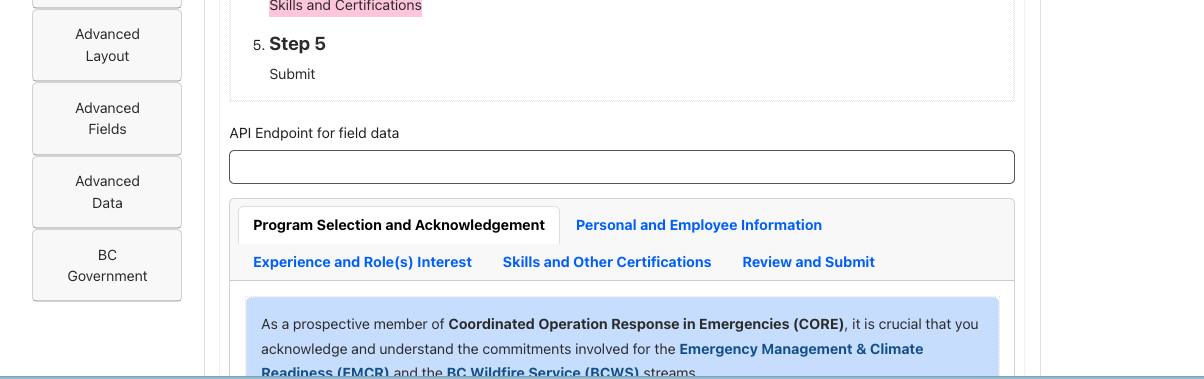 Advanced
Layout
Advanced
Fields
Advanced
Data
BC
Government
Skills and Certifications
5. Step 5
Submit
API Endpoint for field data
Program Selection and Acknowledgement
Personal and Employee Information
Experience and Role(s) Interest
Skills and Other Certifications
Review and Submit
As a prospective member of Coordinated Operation Response in Emergencies (CORE), it is crucial that you
acknowledge and understand the commitments involved for the Emergency Management & Climate
Readiness (EMCR) and the BC Wildfire Service (BCWS) streams.